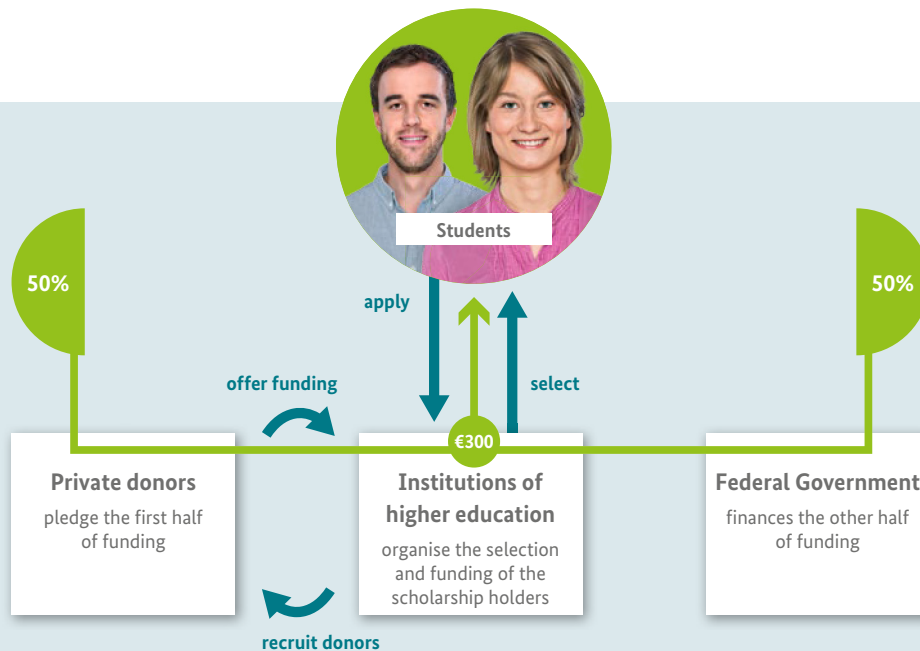 Students
50%
50%
apply
offer funding
select
€300
Private donors
pledge the first half
of funding
Institutions of
higher education
organise the selection
and funding of the
scholarship holders
Federal Government
finances the other half
of funding
recruit donors